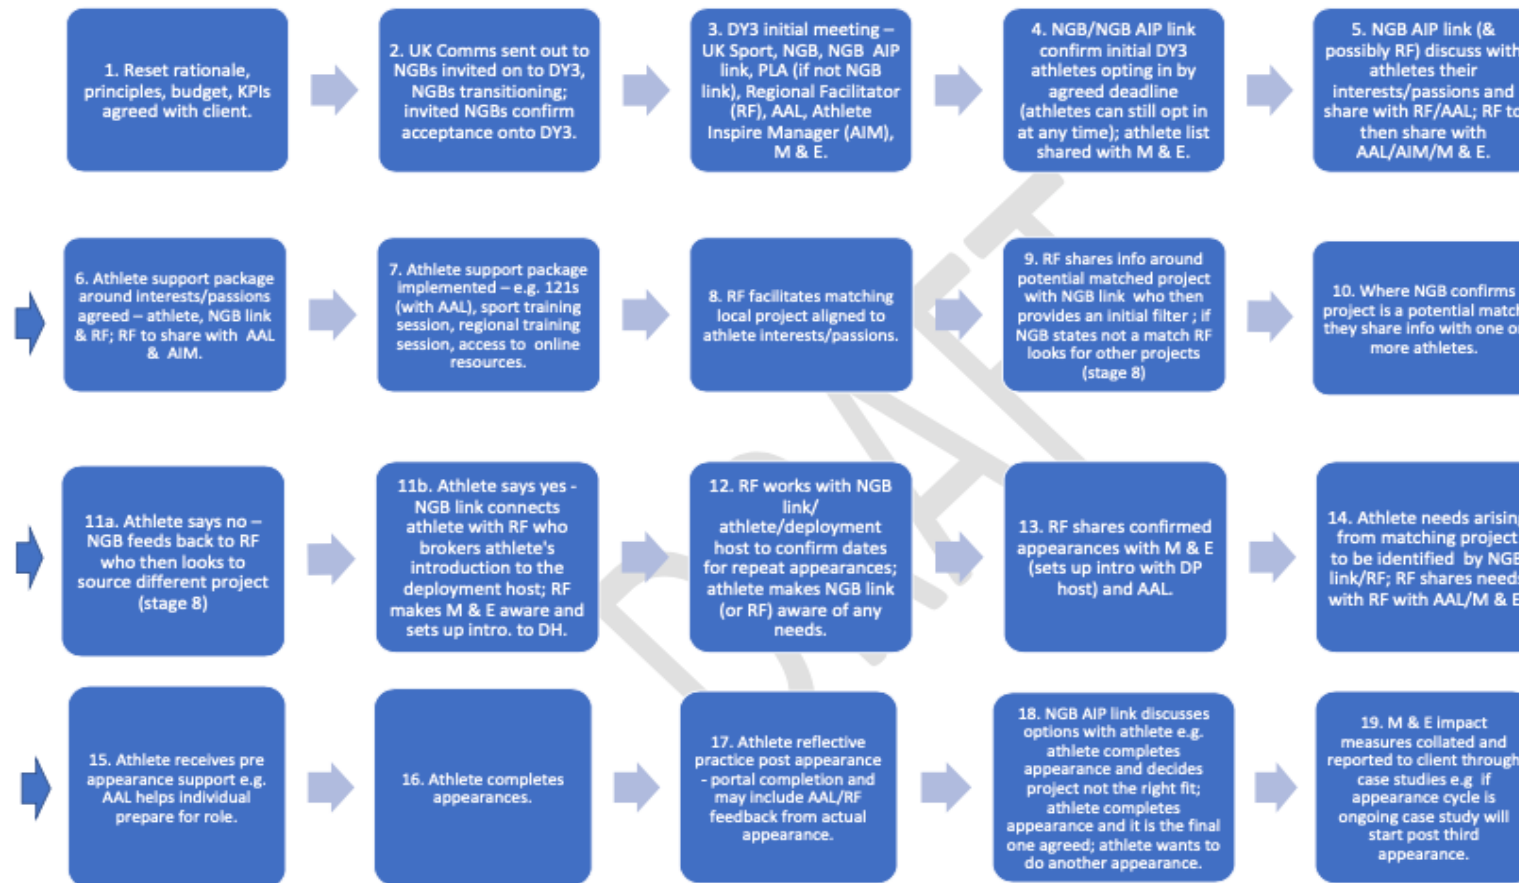 1. Reset rationale,
principles, budget, KPIs
agreed with client.
2. UK Comms sent out to
NGBs invited on to DY3,
NGBs transitioning;
invited NGBs confirm
acceptance onto DY3.
3. DY3 initial meeting –
UK Sport, NGB, NGB AIP
link, PLA (if not NGB
link), Regional Facilitator
(RF), AAL, Athlete
Inspire Manager (AIM),
M & E.
4. NGB/NGB AIP link
confirm initial DY3
athletes opting in by
agreed deadline
(athletes can still opt in
at any time); athlete list
shared with M & E.
5. NGB AIP link (&
possibly RF) discuss with
athletes their
interests/passions and
share with RF/AAL; RF to
then share with
AAL/AIM/M & E.
6. Athlete support package
around interests/passions
agreed – athlete, NGB link
& RF; RF to share with AAL
& AIM.
7. Athlete support package
implemented – e.g. 121s
(with AAL), sport training
session, regional training
session, access to online
resources.
8. RF facilitates matching
local project aligned to
athlete interests/passions.
9. RF shares info around
potential matched project
with NGB link who then
provides an initial filter ; if
NGB states not a match RF
looks for other projects
(stage 8)
10. Where NGB confirms
project is a potential match
they share info with one or
more athletes.
11a. Athlete says no –
NGB feeds back to RF
who then looks to
source different project
(stage 8)
11b. Athlete says yes -
NGB link connects
athlete with RF who
brokers athlete's
introduction to the
deployment host; RF
makes M & E aware and
sets up intro. to DH.
12. RF works with NGB
link/
athlete/deployment
host to confirm dates
for repeat appearances;
athlete makes NGB link
(or RF) aware of any
needs.
13. RF shares confirmed
appearances with M & E
(sets up intro with DP
host) and AAL.
14. Athlete needs arising
from matching project
to be identified by NGB
link/RF; RF shares needs
with RF with AAL/M & E
15. Athlete receives pre
appearance support e.g.
AAL helps individual
prepare for role.
16. Athlete completes
appearances.
17. Athlete reflective
practice post appearance
- portal completion and
may include AAL/RF
feedback from actual
appearance.
18. NGB AIP link discusses
options with athlete e.g.
athlete completes
appearance and decides
project not the right fit;
athlete completes
appearance and it is the final
one agreed; athlete wants to
do another appearance.
19. M & E impact
measures collated and
reported to client through
case studies e.g if
appearance cycle is
ongoing case study will
start post third
appearance.
DRAFT